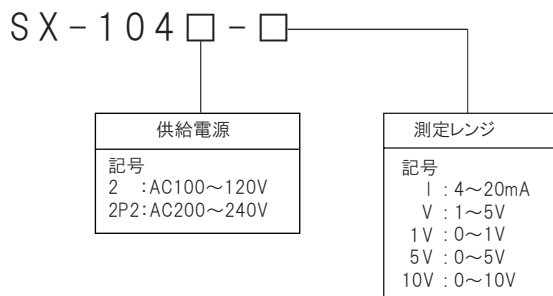 SX-104□-□
供給電源
記号
2 :AC100～120V
2P2:AC200～240V
測定レンジ
記号
I : 4～20mA
V : 1～5V
1V : 0～1V
5V : 0～5V
10V : 0～10V